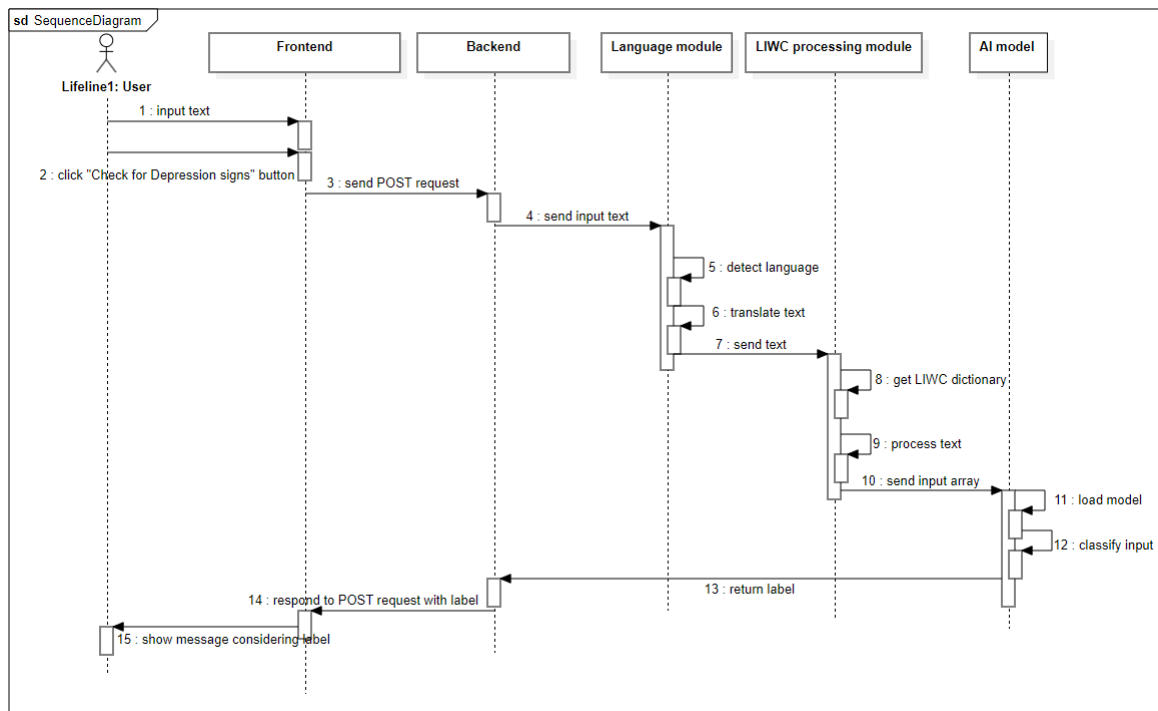 sd SequenceDiagram
Frontend
Backend
Language module
LIWC processing module
AI model
Lifeline1: User
1 : input text
2 : click "Check for Depression signs" button
3 : send POST request
4 : send input text
5 : detect language
6 : translate text
7 : send text
8 : get LIWC dictionary
9 : process text
10 : send input array
11 : load model
12 : classify input
13 : return label
14 : respond to POST request with label
15 : show message considering label